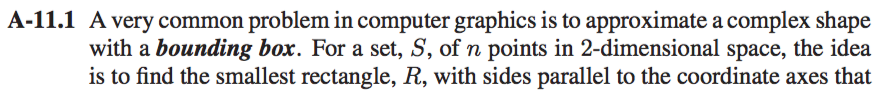 A-11.1 A very common problem in computer graphics is to approximate a complex shape
with a bounding box. For a set, S, of n points in 2-dimensional space, the idea
is to find the smallest rectangle, R, with sides parallel to the coordinate axes that